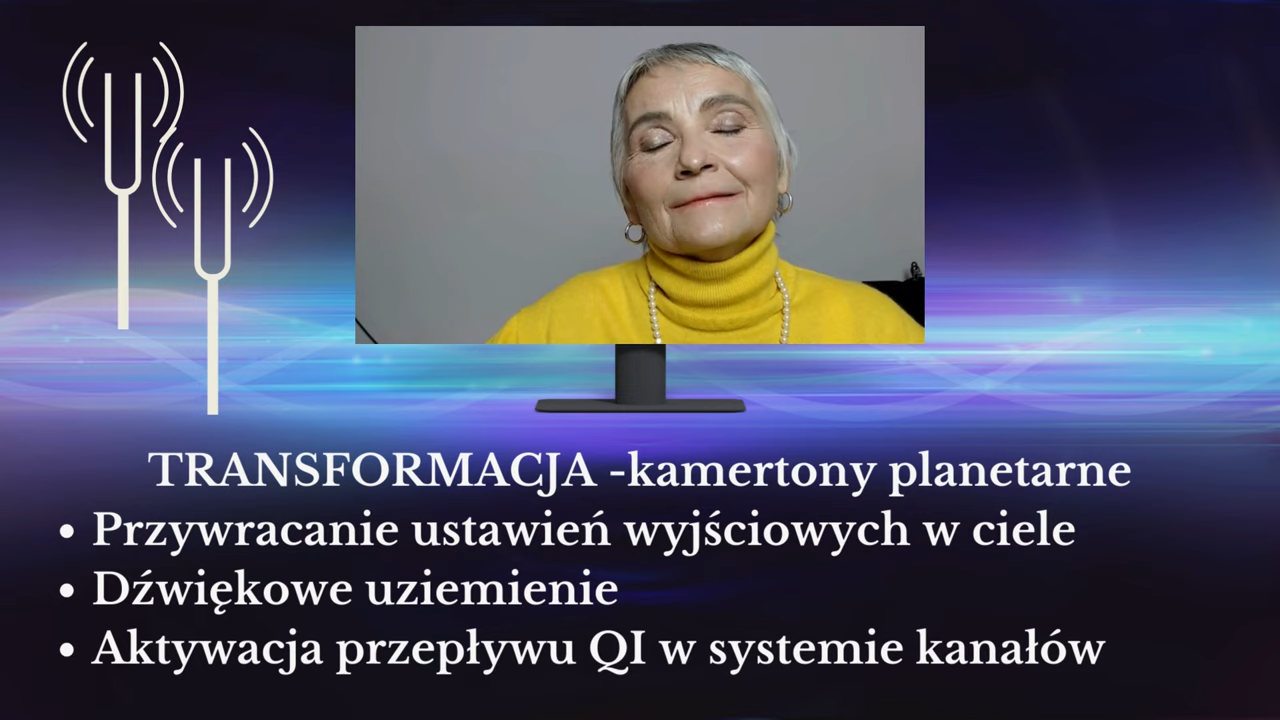 TRANSFORMACJA -kamertony planetarne
• Przywracanie ustawień wyjściowych w ciele
• Dźwiękowe uziemienie
• Aktywacja przepływu QI w systemie kanałów